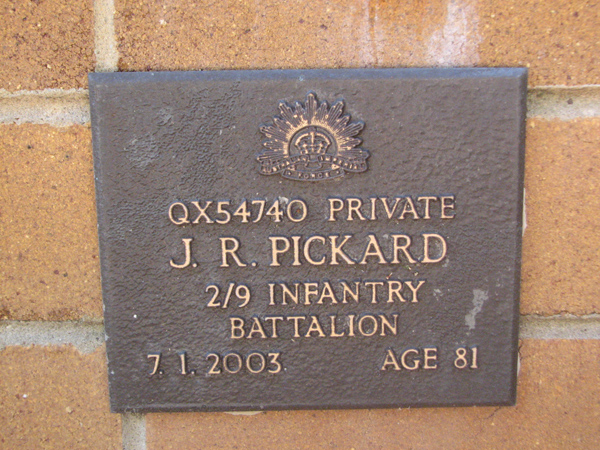 QX54740 PRIVATE
J. R. PICKARD
2/9 INFANTRY
BATTALION
7. 1. 2003 AGE 81